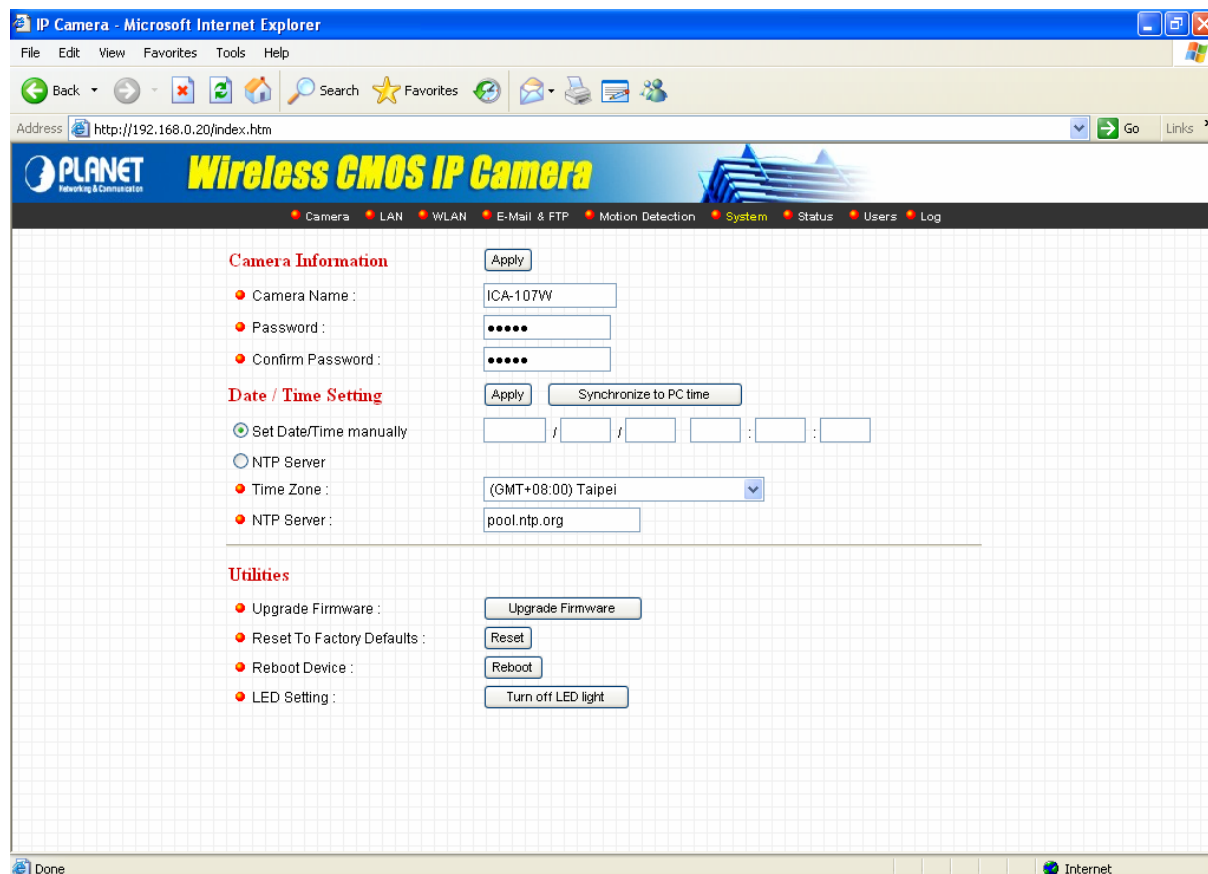 IP Camera - Microsoft Internet Explorer
File Edit View Favorites Tools Help
Back Search Favorites
Address http://192.168.0.20/index.htm Go Links
PLANET
Networking & Communication
Wireless CMOS IP Camera
Camera LAN WLAN E-Mail & FTP Motion Detection System Status Users Log
Camera Information Apply
Camera Name : ICA-107W
Password : •••••
Confirm Password : •••••
Date / Time Setting Apply Synchronize to PC time
Set Date/Time manually / / : :
NTP Server
Time Zone : (GMT+08:00) Taipei
NTP Server : pool.ntp.org
Utilities
Upgrade Firmware : Upgrade Firmware
Reset To Factory Defaults : Reset
Reboot Device : Reboot
LED Setting : Turn off LED light
Done Internet